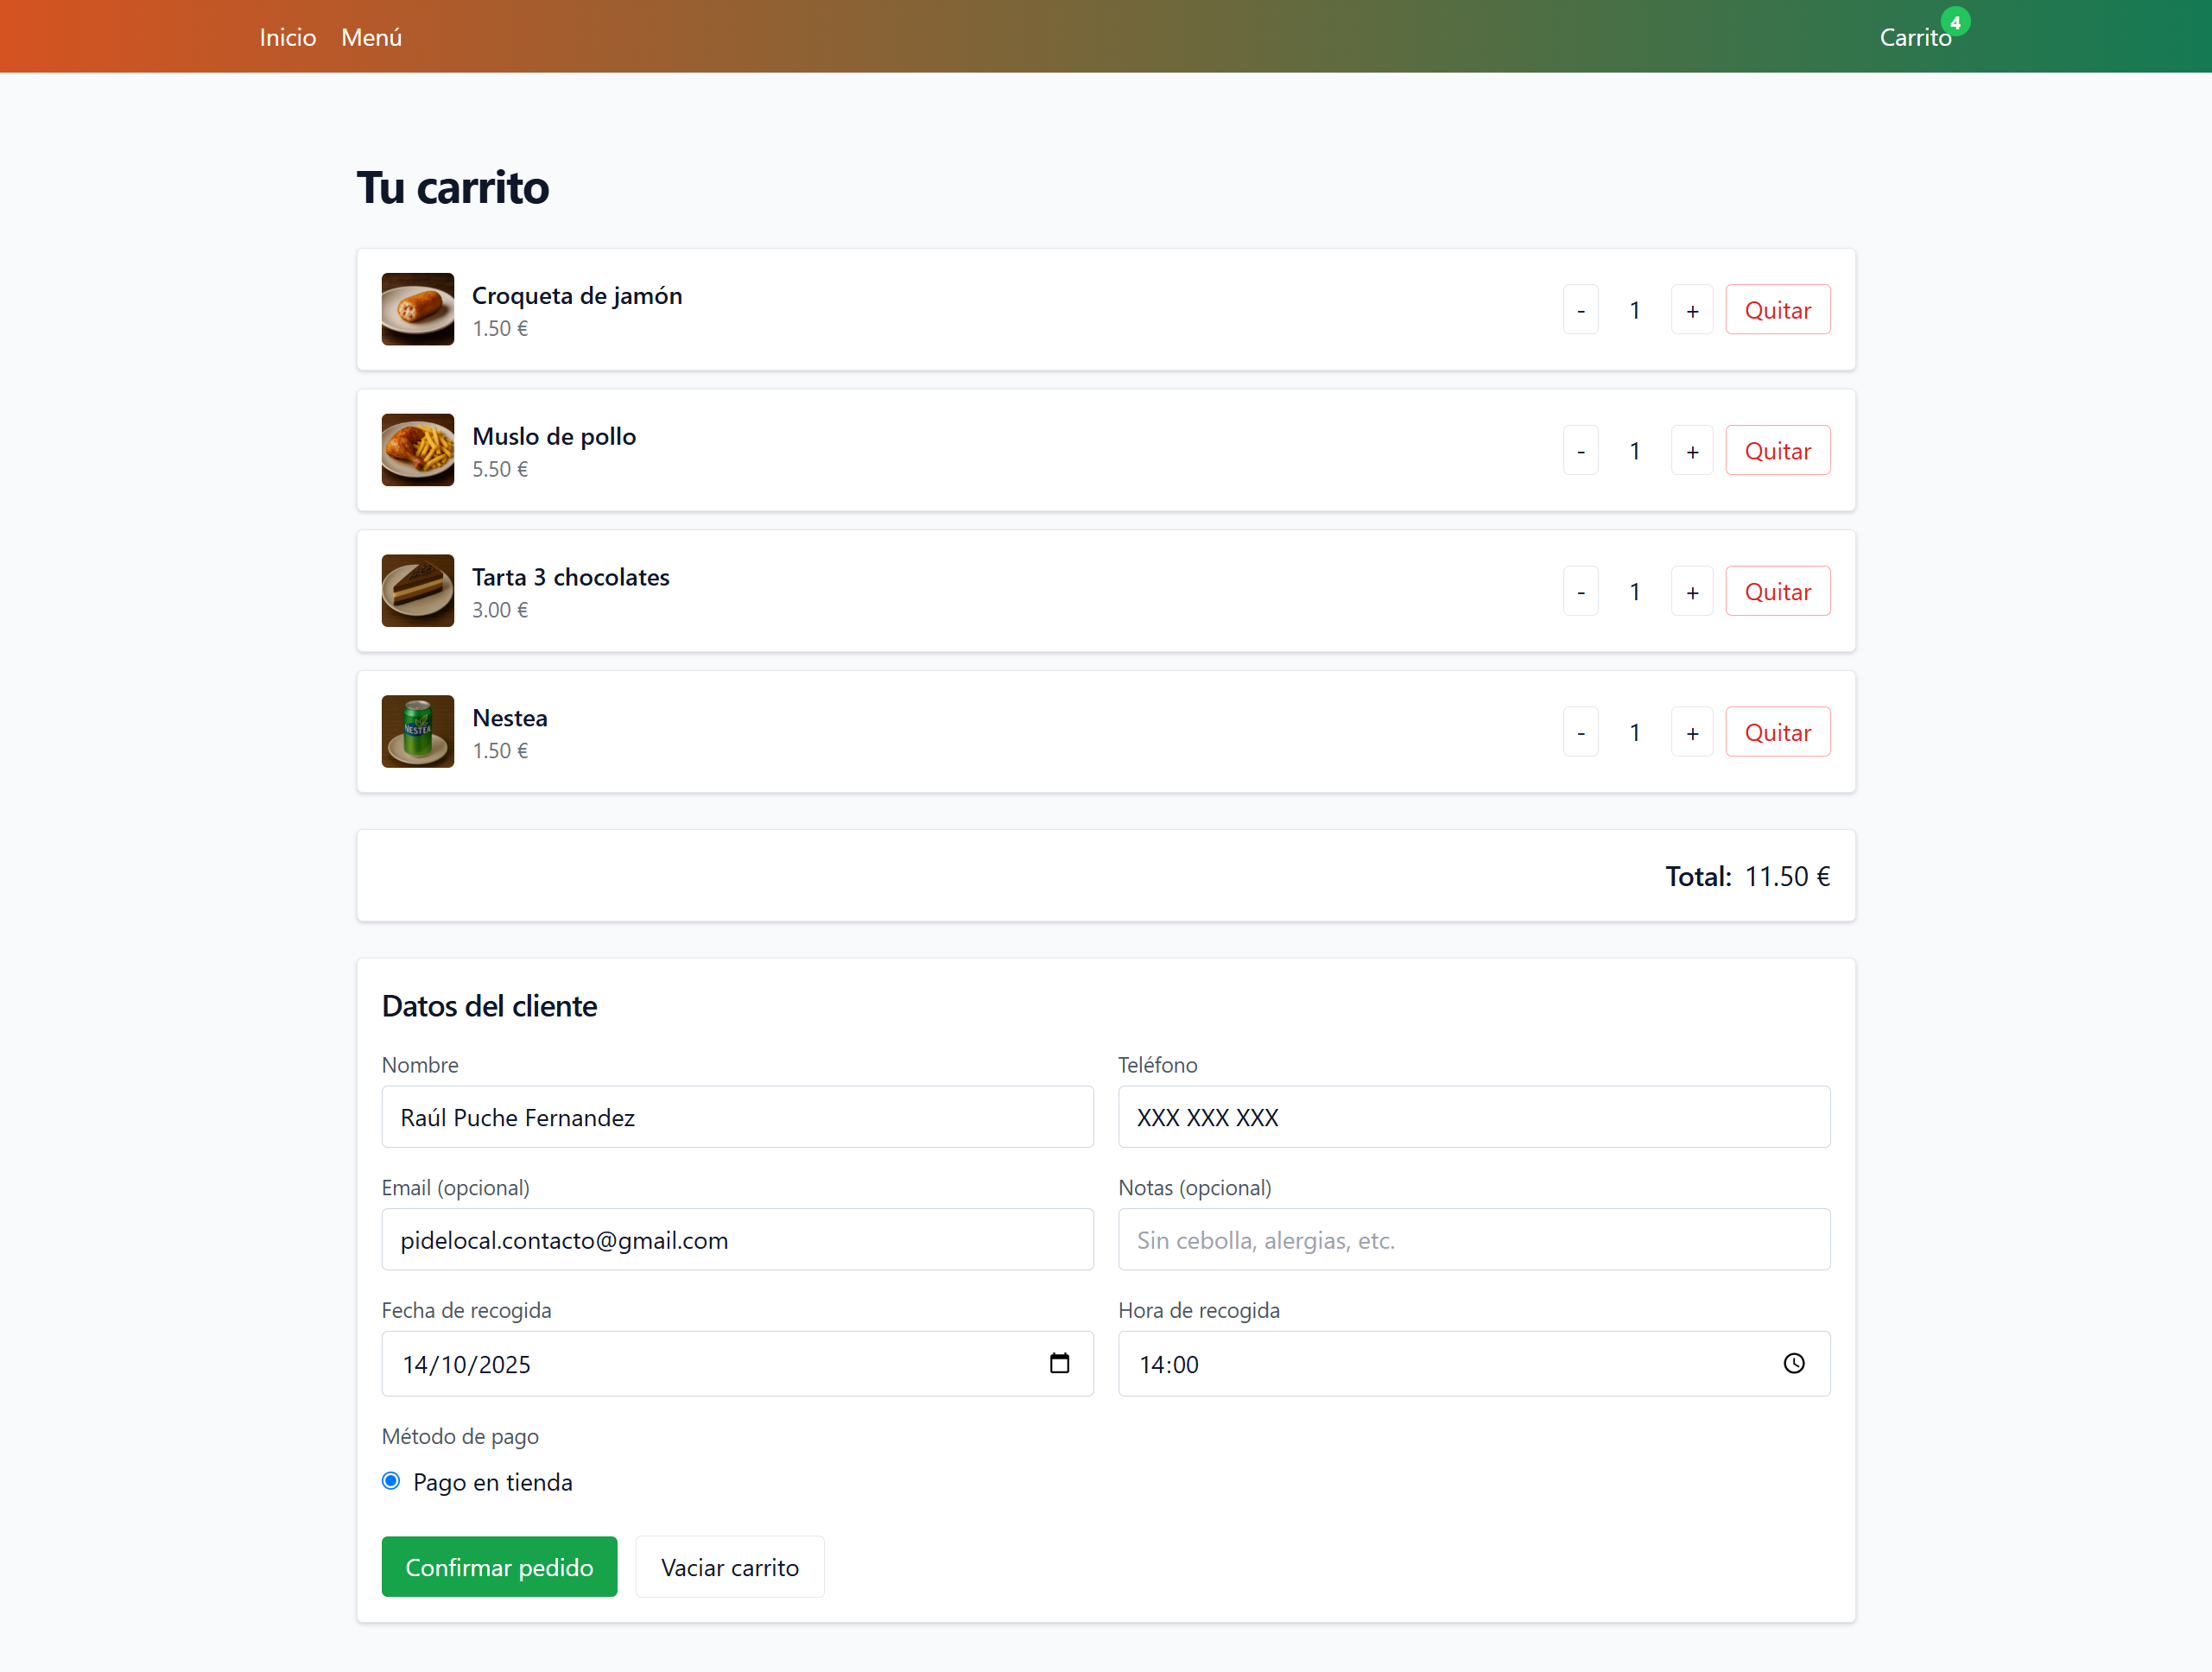 Inicio Menú Carrito 4
Tu carrito
Croqueta de jamón
1.50 €
- 1 + Quitar
Muslo de pollo
5.50 €
- 1 + Quitar
Tarta 3 chocolates
3.00 €
- 1 + Quitar
NESTEA
Nestea
1.50 €
- 1 + Quitar
Total: 11.50 €
Datos del cliente
Nombre Teléfono
Raúl Puche Fernandez XXX XXX XXX
Email (opcional) Notas (opcional)
pidelocal.contacto@gmail.com Sin cebolla, alergias, etc.
Fecha de recogida Hora de recogida
14/10/2025 14:00
Método de pago
Pago en tienda
Confirmar pedido Vaciar carrito